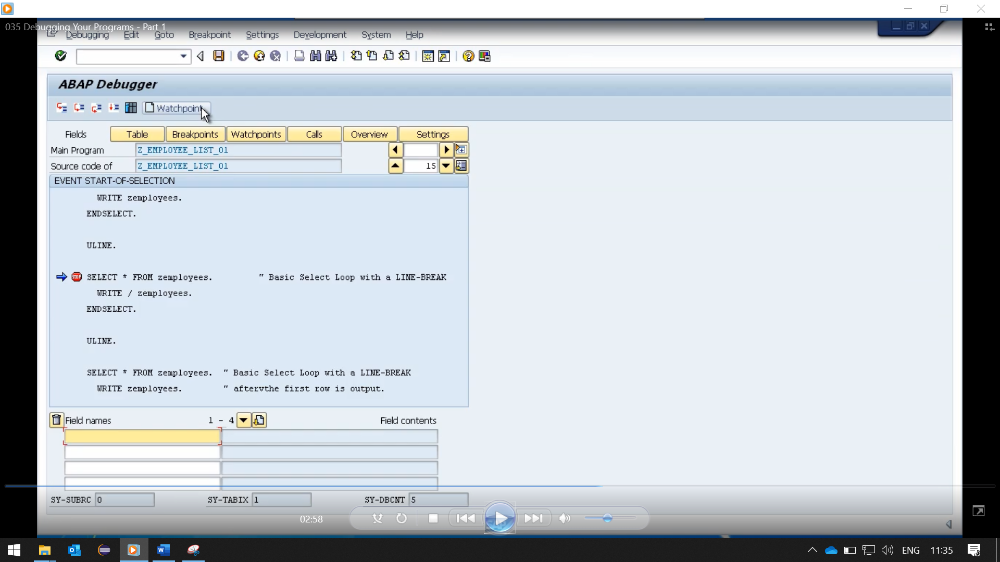 035 Debugging Your Programs - Part 1
Debugging Edit Goto Breakpoint Settings Development System Help
ABAP Debugger
Watchpoint
Fields Table Breakpoints Watchpoints Calls Overview Settings
Main Program Z_EMPLOYEE_LIST_01
Source code of Z_EMPLOYEE_LIST_01 15
EVENT START-OF-SELECTION
WRITE zemployees.
ENDSELECT.
ULINE.
STOP SELECT * FROM zemployees. " Basic Select Loop with a LINE-BREAK
WRITE / zemployees.
ENDSELECT.
ULINE.
SELECT * FROM zemployees. " Basic Select Loop with a LINE-BREAK
WRITE zemployees. " aftervthe first row is output.
Field names 1 - 4 Field contents
SY-SUBRC 0 SY-TABIX 1 SY-DBCNT 5
02:58
ENG 11:35